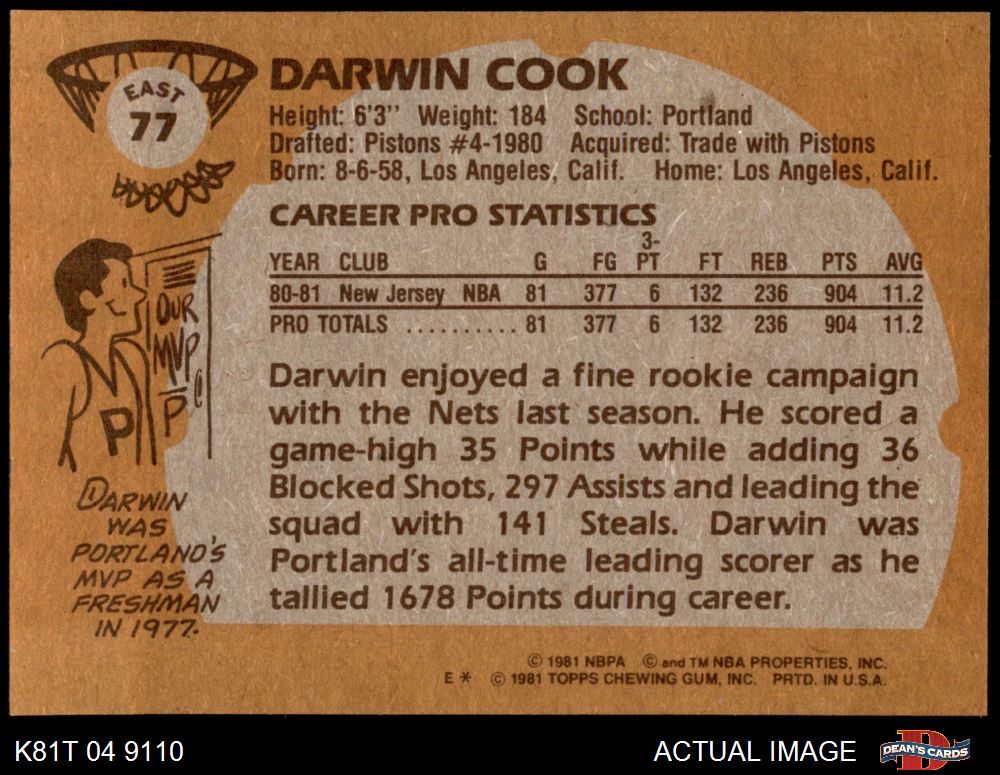 EAST
77
DARWIN COOK
Height: 6'3'' Weight: 184 School: Portland
Drafted: Pistons #4-1980 Acquired: Trade with Pistons
Born: 8-6-58, Los Angeles, Calif. Home: Los Angeles, Calif.
CAREER PRO STATISTICS
YEAR CLUB G FG 3-PT FT REB PTS AVG
80-81 New Jersey NBA 81 377 6 132 236 904 11.2
PRO TOTALS .......... 81 377 6 132 236 904 11.2
Darwin enjoyed a fine rookie campaign
with the Nets last season. He scored a
game-high 35 Points while adding 36
Blocked Shots, 297 Assists and leading the
squad with 141 Steals. Darwin was
Portland's all-time leading scorer as he
tallied 1678 Points during career.
OUR
MVP
P
P
DARWIN
WAS
PORTLAND'S
MVP AS A
FRESHMAN
IN 1977.
© 1981 NBPA © and TM NBA PROPERTIES, INC.
E * © 1981 TOPPS CHEWING GUM, INC. PRTD. IN U.S.A.
K81T 04 9110
ACTUAL IMAGE
DEAN'S CARDS